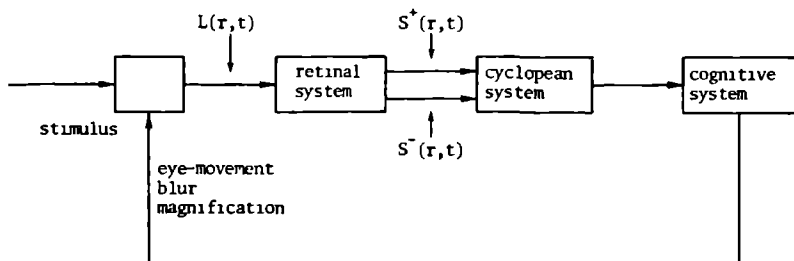 L(r,t)
S⁺(r,t)
retinal
system
cyclopean
system
cognitive
system
stimulus
S⁻(r,t)
eye-movement
blur
magnification